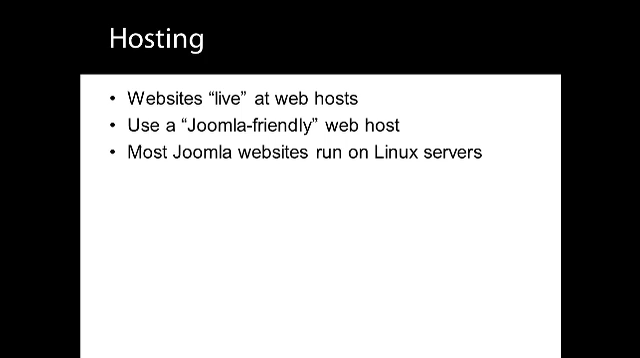 Hosting
• Websites “live” at web hosts
• Use a “Joomla-friendly” web host
• Most Joomla websites run on Linux servers